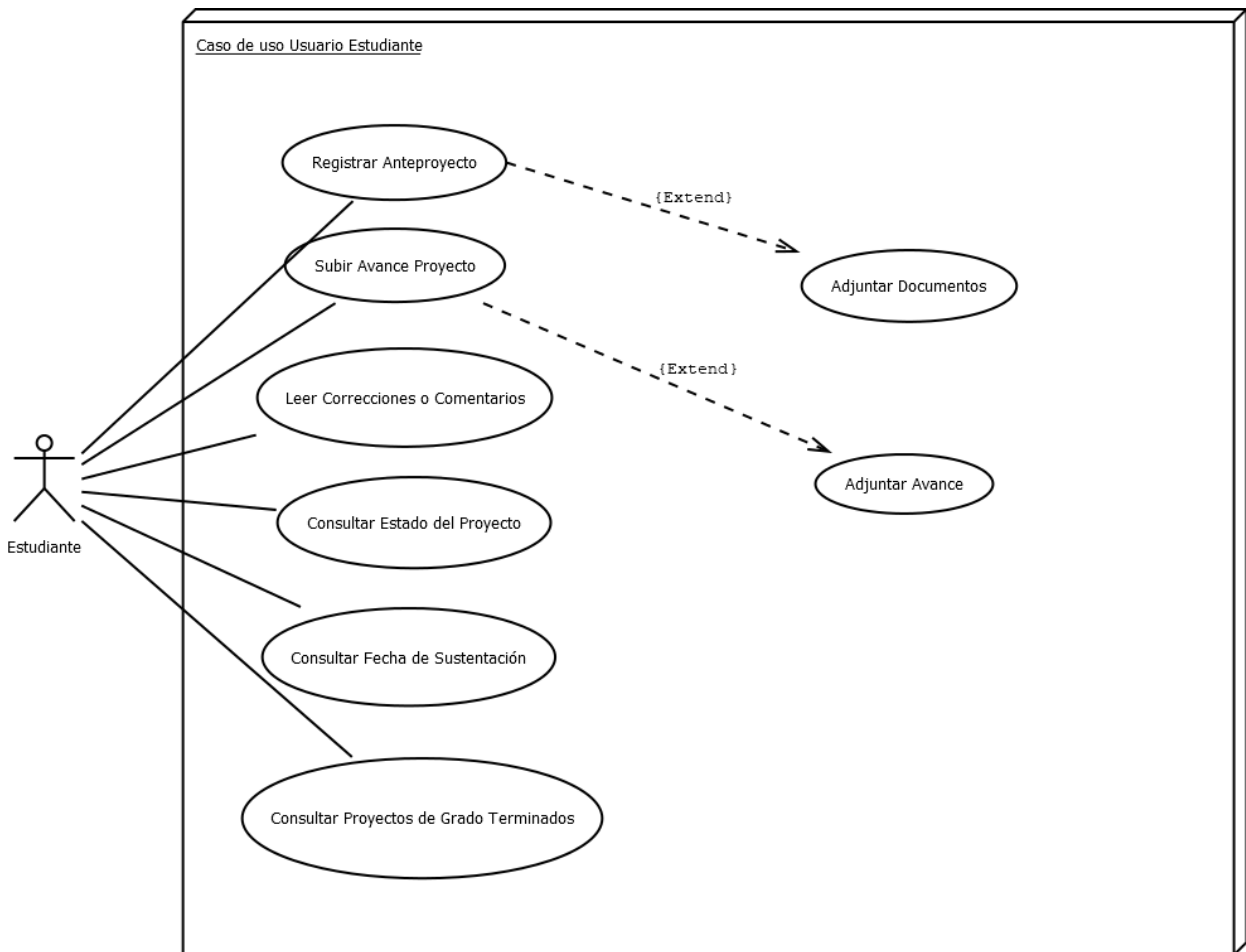 Caso de uso Usuario Estudiante
Registrar Anteproyecto
{Extend}
Subir Avance Proyecto
Adjuntar Documentos
{Extend}
Leer Correcciones o Comentarios
Adjuntar Avance
Consultar Estado del Proyecto
Estudiante
Consultar Fecha de Sustentación
Consultar Proyectos de Grado Terminados